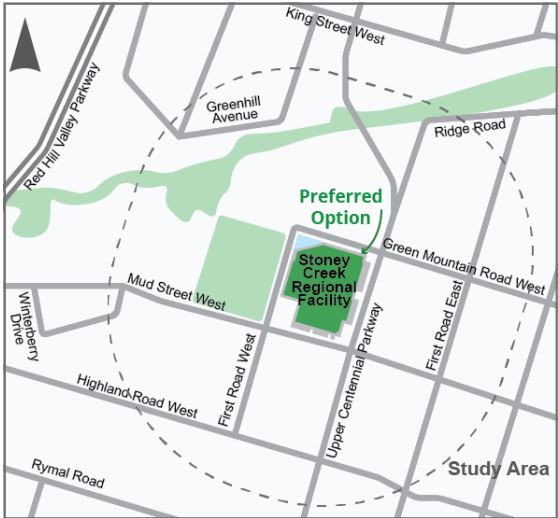 King Street West
Red Hill Valley Parkway
Greenhill
Avenue
Ridge Road
Preferred
Option
Green Mountain Road West
Stoney
Creek
Regional
Facility
Mud Street West
Winterberry
Drive
First Road West
Upper Centennial Parkway
First Road East
Highland Road West
Rymal Road
Study Area